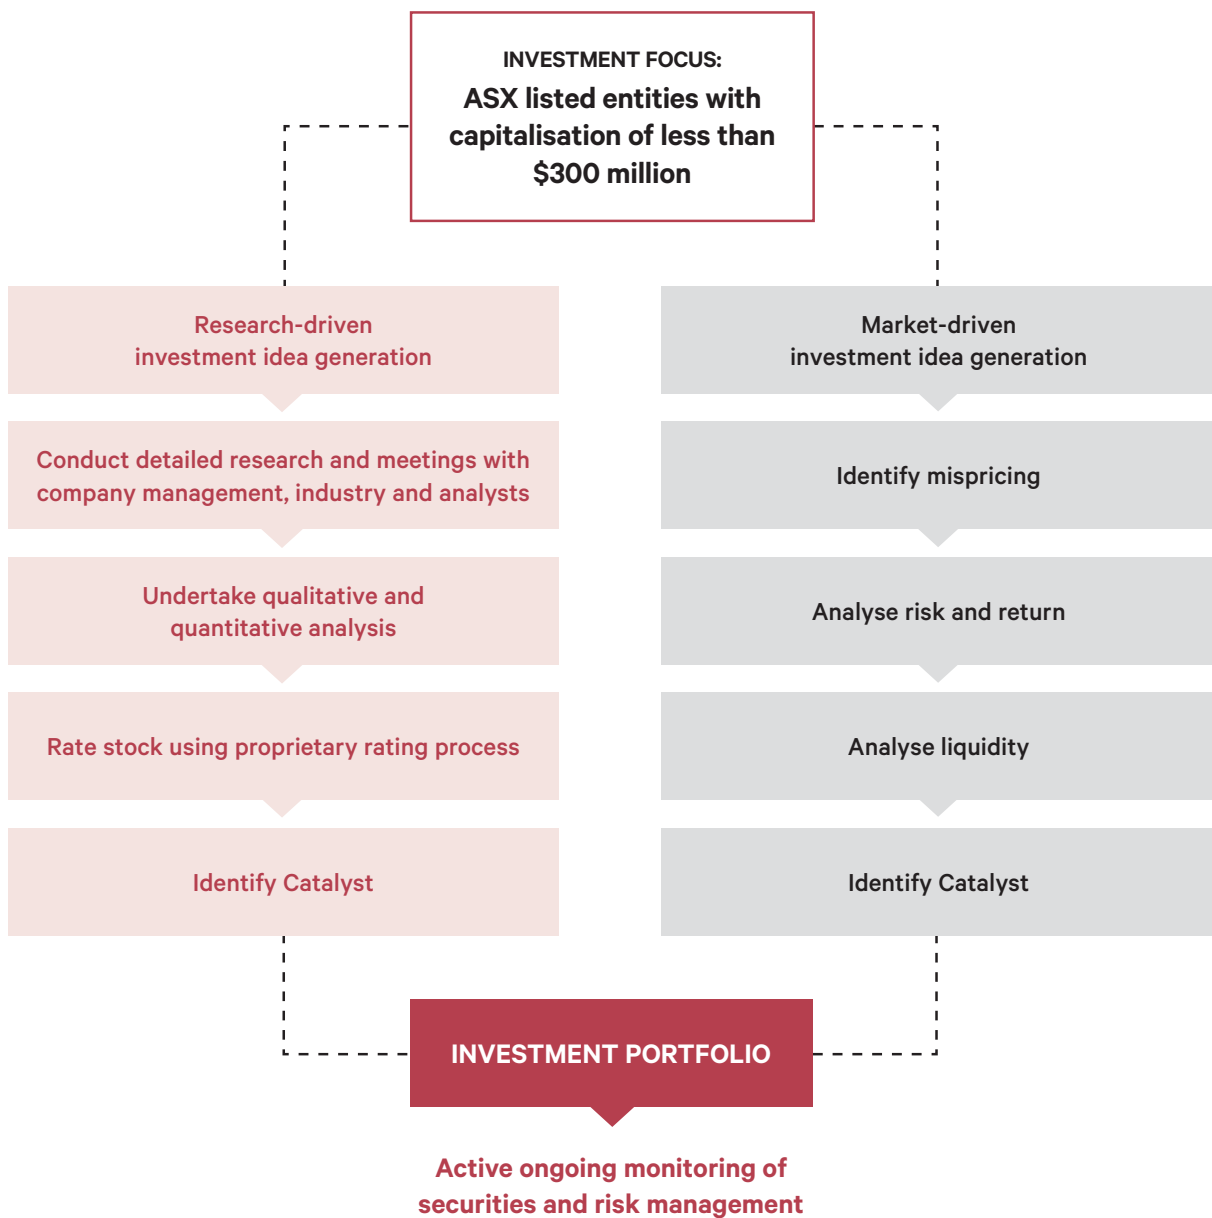 INVESTMENT FOCUS:
ASX listed entities with
capitalisation of less than
$300 million
Research-driven
investment idea generation
Conduct detailed research and meetings with
company management, industry and analysts
Undertake qualitative and
quantitative analysis
Rate stock using proprietary rating process
Identify Catalyst
Market-driven
investment idea generation
Identify mispricing
Analyse risk and return
Analyse liquidity
Identify Catalyst
INVESTMENT PORTFOLIO
Active ongoing monitoring of
securities and risk management